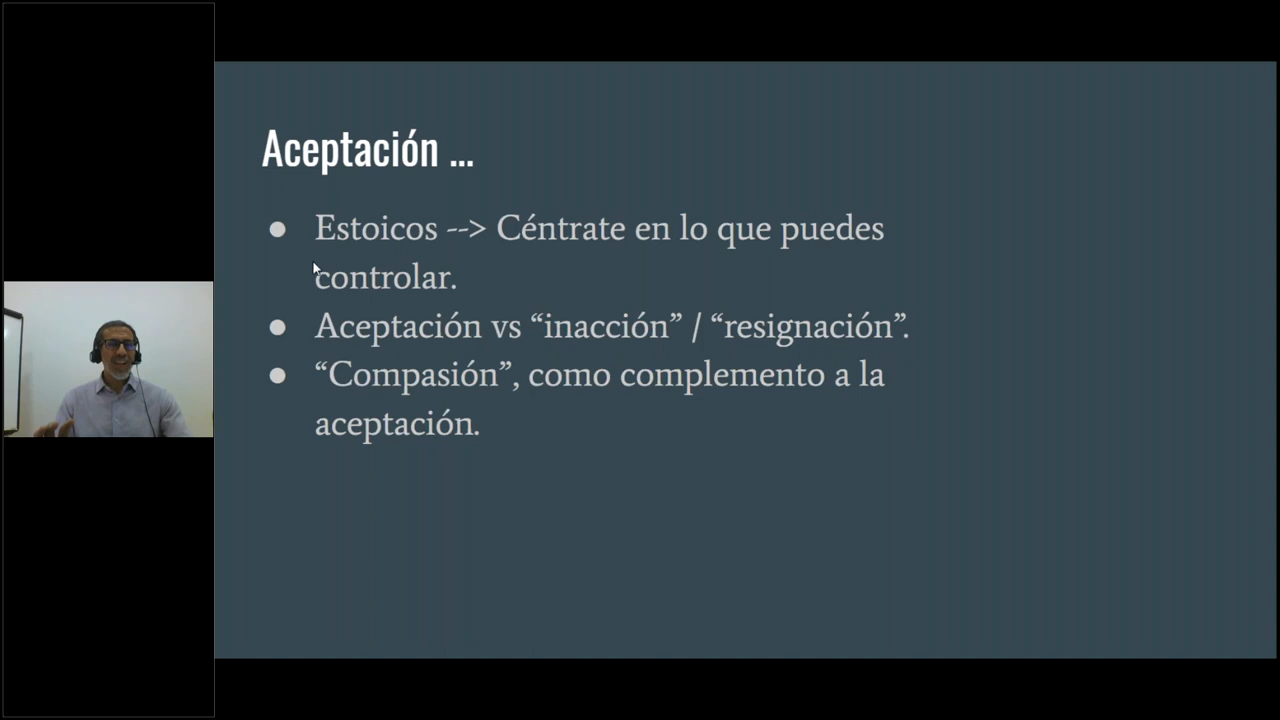 Aceptación ...
● Estoicos --> Céntrate en lo que puedes
controlar.
● Aceptación vs “inacción” / “resignación”.
● “Compasión”, como complemento a la
aceptación.